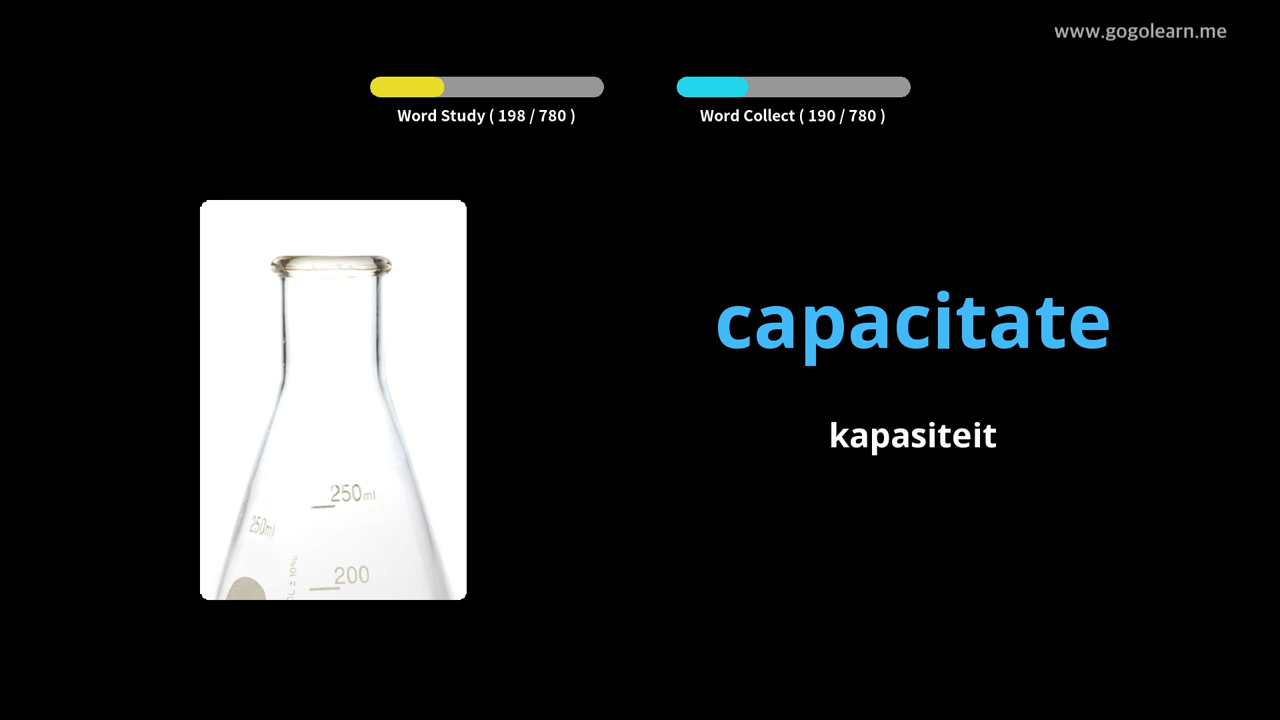 www.gogolearn.me
Word Study ( 198 / 780 )
Word Collect ( 190 / 780 )
capacitate
kapasiteit
250ml
250ml
200